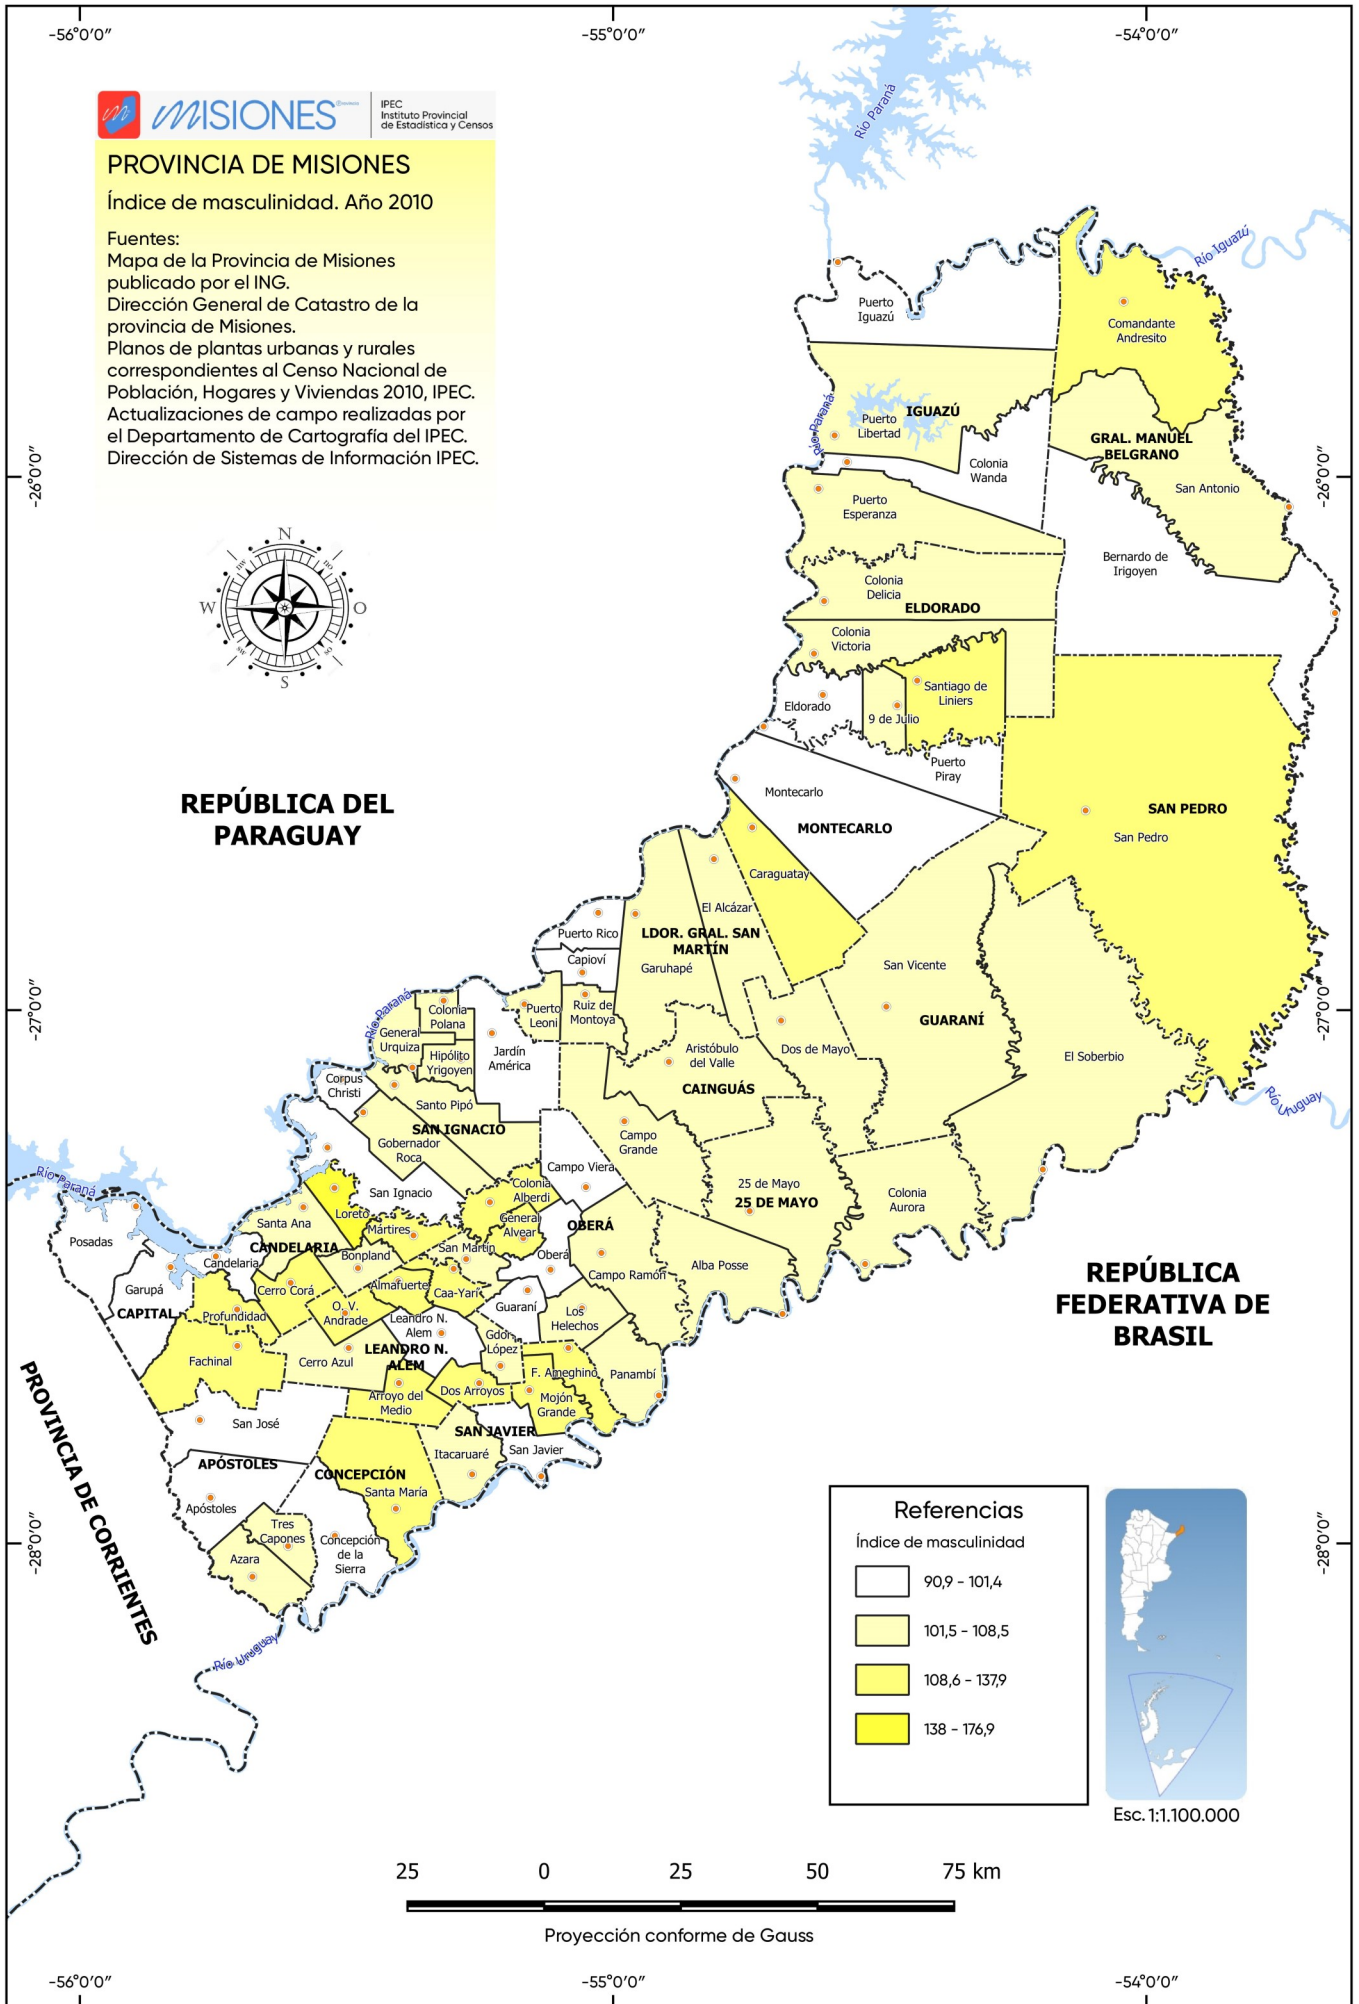 -56°0'0"
-55°0'0"
-54°0'0"
MISIONES
IPEC
Instituto Provincial
de Estadística y Censos
PROVINCIA DE MISIONES
Índice de masculinidad. Año 2010
Fuentes:
Mapa de la Provincia de Misiones
publicado por el ING.
Dirección General de Catastro de la
provincia de Misiones.
Planos de plantas urbanas y rurales
correspondientes al Censo Nacional de
Población, Hogares y Viviendas 2010, IPEC.
Actualizaciones de campo realizadas por
el Departamento de Cartografía del IPEC.
Dirección de Sistemas de Información IPEC.
Río Paraná
Río Iguazú
Puerto
Iguazú
Comandante
Andresito
Río Paraná
IGUAZÚ
Puerto
Libertad
GRAL. MANUEL
BELGRANO
-26°0'0"
-26°0'0"
Colonia
Wanda
San Antonio
Puerto
Esperanza
Bernardo de
Irigoyen
N
NO
O
SO
S
SW
W
NW
Colonia
Delicia
ELDORADO
Colonia
Victoria
Santiago de
Liniers
Eldorado
9 de Julio
Puerto
Piray
REPÚBLICA DEL
PARAGUAY
Montecarlo
MONTECARLO
SAN PEDRO
San Pedro
Caraguatay
El Alcázar
Puerto Rico
LDOR. GRAL. SAN
MARTÍN
Capioví
Garuhapé
San Vicente
Río Paraná
-27°0'0"
-27°0'0"
Colonia
Polana
Puerto
Leoni
Ruiz de
Montoya
GUARANÍ
General
Urquiza
Hipólito
Yrigoyen
Jardín
América
Aristóbulo
del Valle
Dos de Mayo
El Soberbio
CAINGUÁS
Corpus
Christi
Santo Pipó
SAN IGNACIO
Gobernador
Roca
Campo
Grande
Río Uruguay
Río Paraná
San Ignacio
Campo Viera
Colonia
Alberdi
25 de Mayo
25 DE MAYO
Colonia
Aurora
Loreto
Santa Ana
Mártires
General
Alvear
OBERÁ
Posadas
CANDELARIA
Candelaria
Bonpland
San Martín
Oberá
Campo Ramón
Alba Posse
REPÚBLICA
FEDERATIVA DE
BRASIL
Garupá
CAPITAL
Cerro Corá
Almafuerte
Caa-Yarí
Guaraní
Profundidad
O. V.
Andrade
Leandro N.
Alem
Los
Helechos
Gdor.
López
Fachinal
Cerro Azul
LEANDRO N.
ALEM
F. Ameghino
Panambí
Arroyo del
Medio
Dos Arroyos
Mojón
Grande
PROVINCIA DE CORRIENTES
San José
SAN JAVIER
San Javier
Itacaruaré
APÓSTOLES
CONCEPCIÓN
Santa María
Apóstoles
Tres
Capones
Concepción
de la
Sierra
Azara
-28°0'0"
-28°0'0"
Río Uruguay
Referencias
Índice de masculinidad
90,9 - 101,4
101,5 - 108,5
108,6 - 137,9
138 - 176,9
Esc. 1:1.100.000
25 0 25 50 75 km
Proyección conforme de Gauss
-56°0'0"
-55°0'0"
-54°0'0"